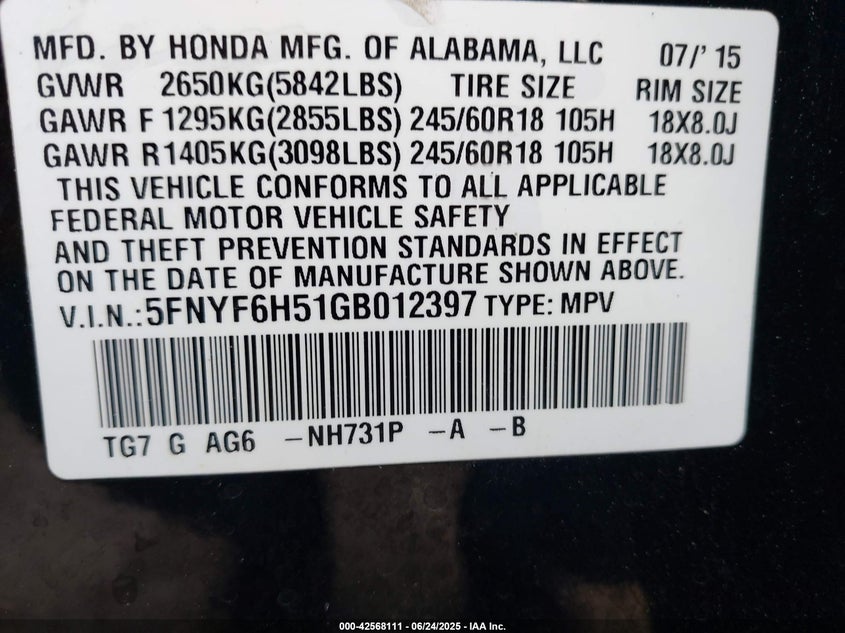 MFD. BY HONDA MFG. OF ALABAMA, LLC 07/' 15
GVWR 2650KG(5842LBS) TIRE SIZE RIM SIZE
GAWR F 1295KG(2855LBS) 245/60R18 105H 18X8.0J
GAWR R1405KG(3098LBS) 245/60R18 105H 18X8.0J
THIS VEHICLE CONFORMS TO ALL APPLICABLE
FEDERAL MOTOR VEHICLE SAFETY
AND THEFT PREVENTION STANDARDS IN EFFECT
ON THE DATE OF MANUFACTURE SHOWN ABOVE.
V.I.N.:5FNYF6H51GB012397 TYPE: MPV
TG7 G AG6 -NH731P -A -B
000-42568111 - 06/24/2025 - IAA Inc.